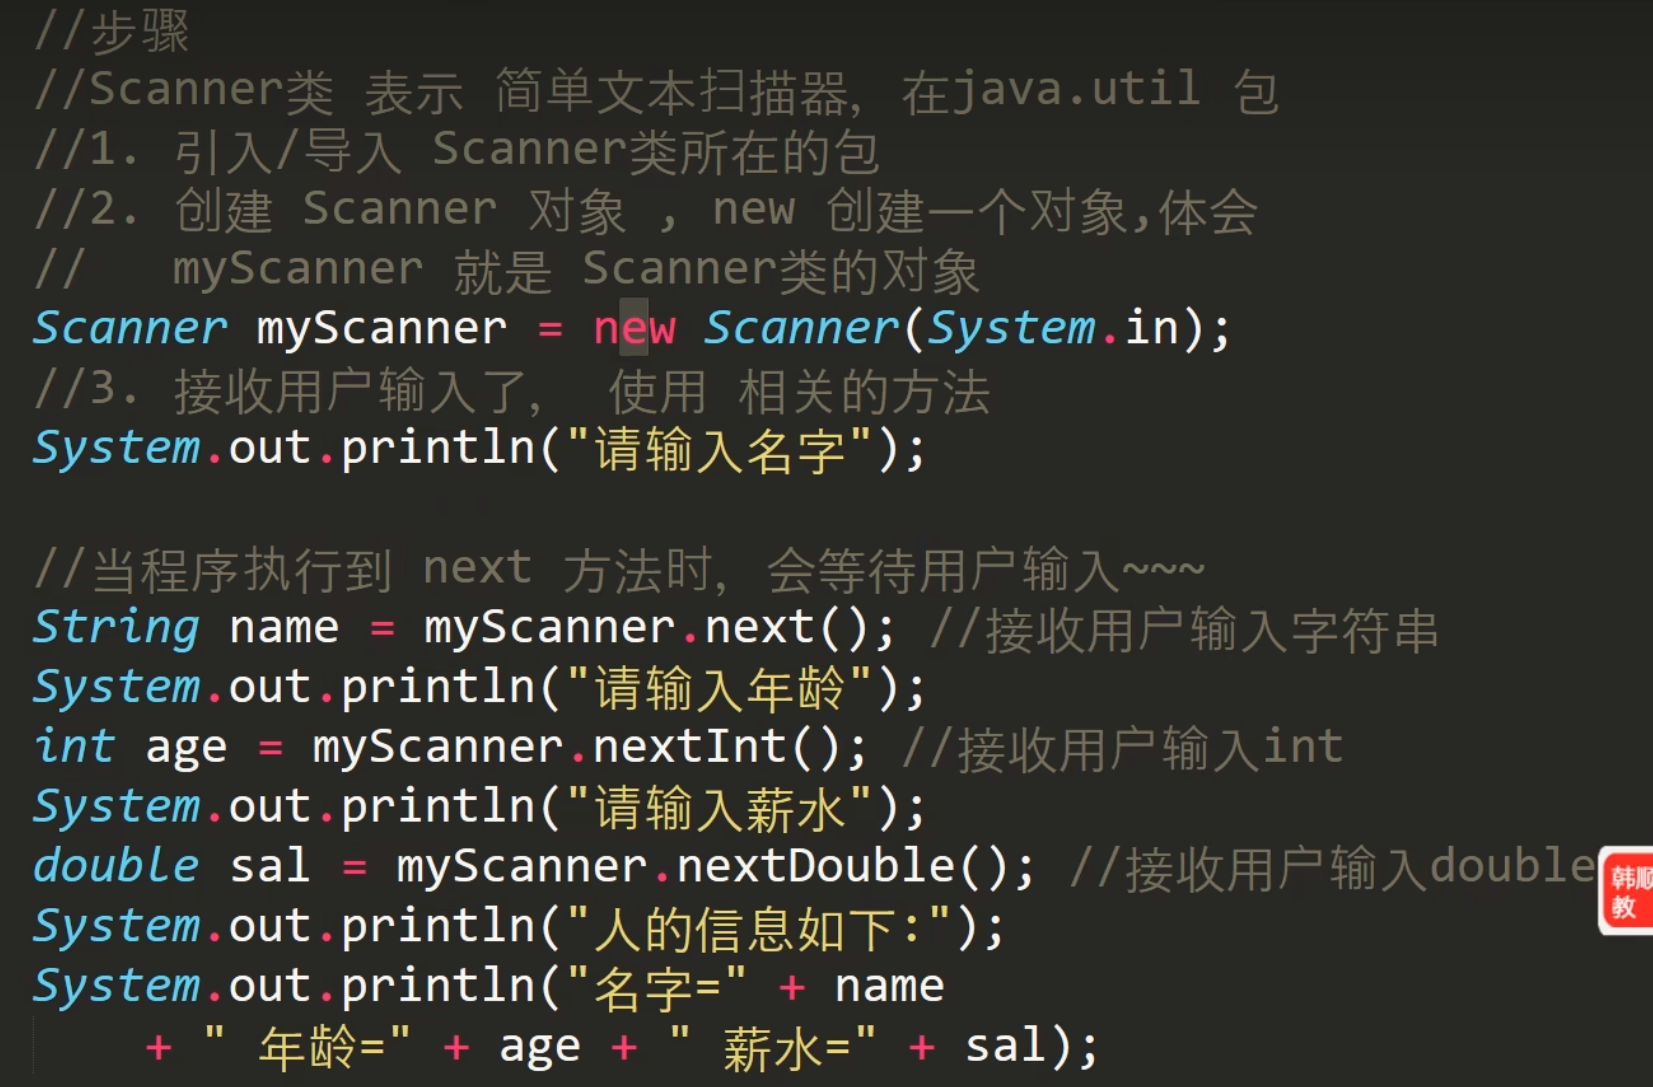 //步骤
//Scanner类 表示 简单文本扫描器，在java.util 包
//1. 引入/导入 Scanner类所在的包
//2. 创建 Scanner 对象 , new 创建一个对象,体会
//   myScanner 就是 Scanner类的对象
Scanner myScanner = new Scanner(System.in);
//3. 接收用户输入了， 使用 相关的方法
System.out.println("请输入名字");
//当程序执行到 next 方法时，会等待用户输入~~~
String name = myScanner.next(); //接收用户输入字符串
System.out.println("请输入年龄");
int age = myScanner.nextInt(); //接收用户输入int
System.out.println("请输入薪水");
double sal = myScanner.nextDouble(); //接收用户输入double
System.out.println("人的信息如下:");
System.out.println("名字=" + name
    + " 年龄=" + age + " 薪水=" + sal);
韩顺
教